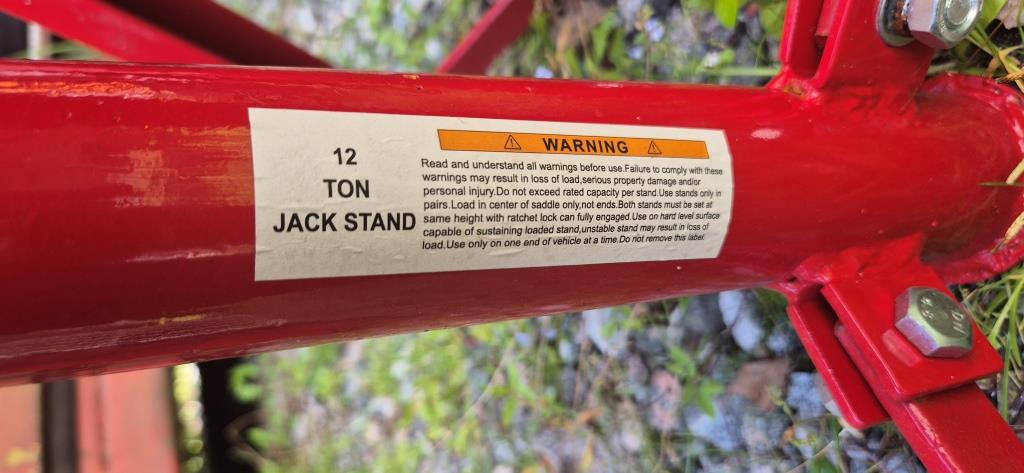 12
TON
JACK STAND
WARNING
Read and understand all warnings before use.Failure to comply with these
warnings may result in loss of load,serious property damage and/or
personal injury.Do not exceed rated capacity per stand.Use stands only in
pairs.Load in center of saddle only,not ends.Both stands must be set at
same height with ratchet lock can fully engaged.Use on hard level surface
capable of sustaining loaded stand,unstable stand may result in loss of
load.Use only on one end of vehicle at a time.Do not remove this label.